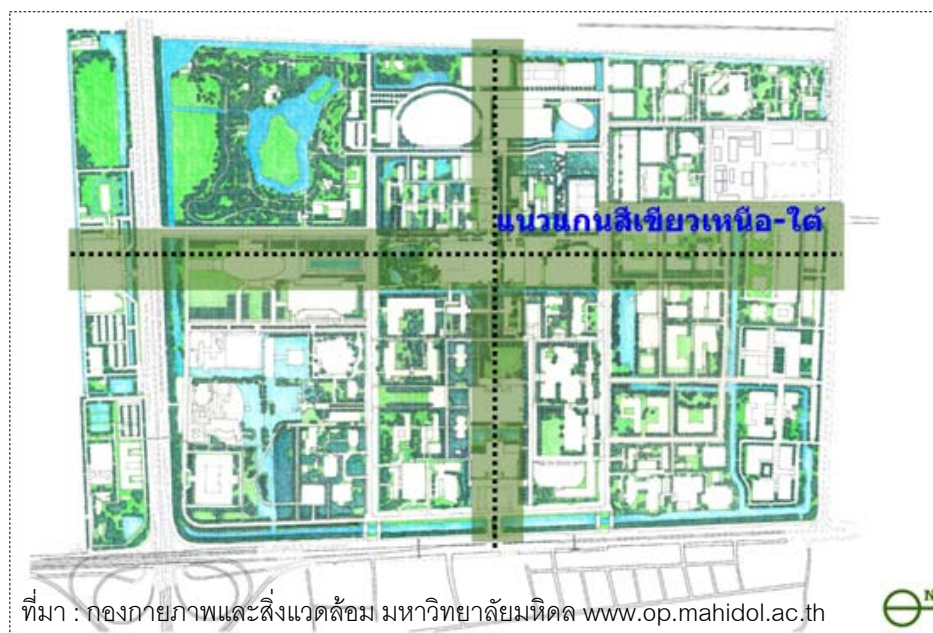 แนวแกนสีเขียวเหนือ-ใต้
ที่มา : กองกายภาพและสิ่งแวดล้อม มหาวิทยาลัยมหิดล www.op.mahidol.ac.th
N